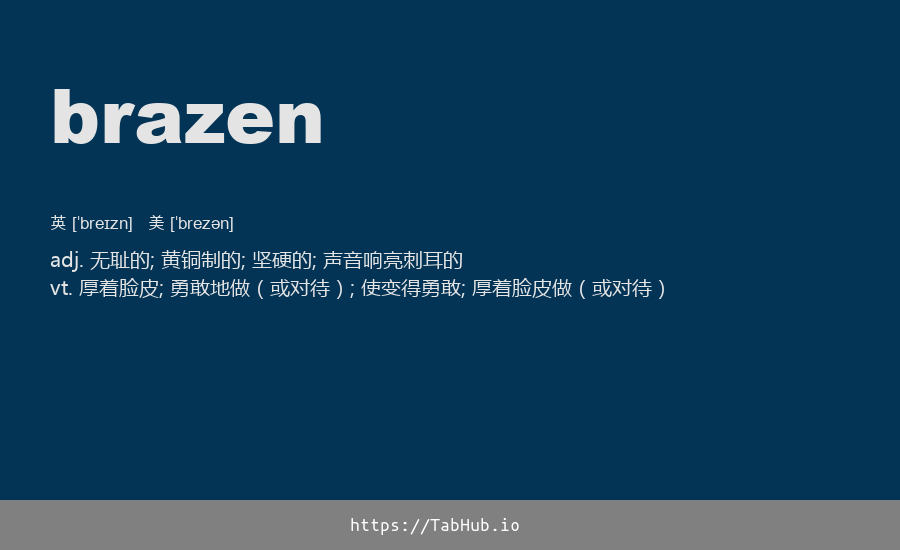 brazen
英 [ˈbreɪzn] 美 [ˈbrezən]
adj. 无耻的; 黄铜制的; 坚硬的; 声音响亮刺耳的
vt. 厚着脸皮; 勇敢地做 ( 或对待 ) ; 使变得勇敢; 厚着脸皮做 ( 或对待 )
https://TabHub.io